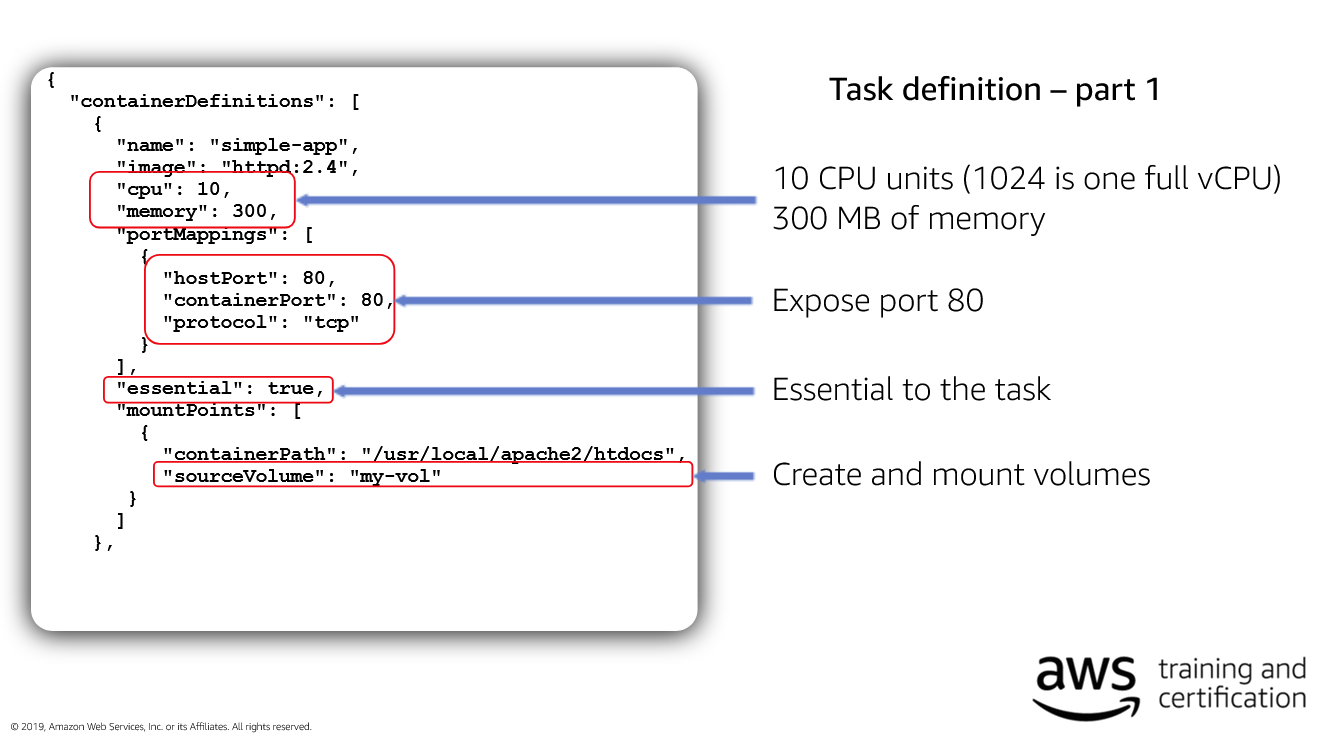 Task definition – part 1
{
"containerDefinitions": [
{
"name": "simple-app",
"image": "httpd:2.4",
"cpu": 10,
"memory": 300,
"portMappings": [
{
"hostPort": 80,
"containerPort": 80,
"protocol": "tcp"
}
],
"essential": true,
"mountPoints": [
{
"containerPath": "/usr/local/apache2/htdocs",
"sourceVolume": "my-vol"
}
]
},
10 CPU units (1024 is one full vCPU)
300 MB of memory
Expose port 80
Essential to the task
Create and mount volumes
aws training and
certification
© 2019, Amazon Web Services, Inc. or its Affiliates. All rights reserved.